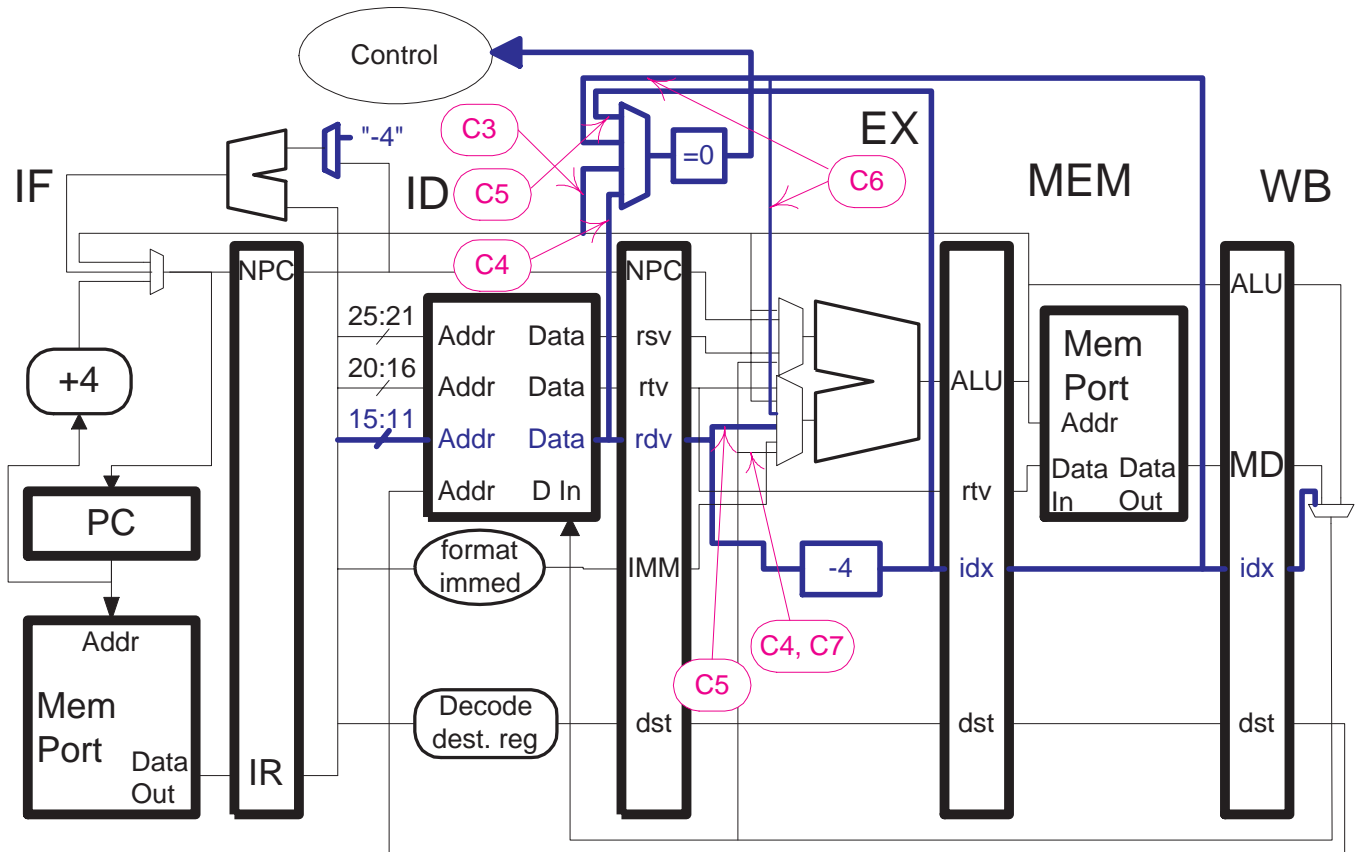 Control
C3
"-4"
=0
EX
IF
ID
C5
C6
MEM
WB
C4
NPC
NPC
ALU
25:21
Addr
Data
rsv
Mem
Port
Addr
+4
20:16
Addr
Data
rtv
ALU
15:11
Addr
Data
rdv
Data
In
Data
Out
MD
Addr
D In
rtv
PC
format
immed
IMM
-4
idx
idx
Addr
C4, C7
C5
Mem
Port
Decode
dest. reg
dst
dst
dst
Data
Out
IR